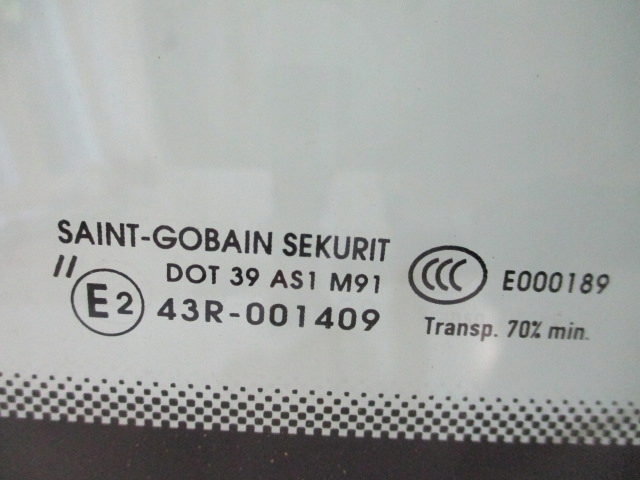 SAINT-GOBAIN SEKURIT
// DOT 39 AS1 M91
E2 43R-001409
CCC E000189
Transp. 70% min.